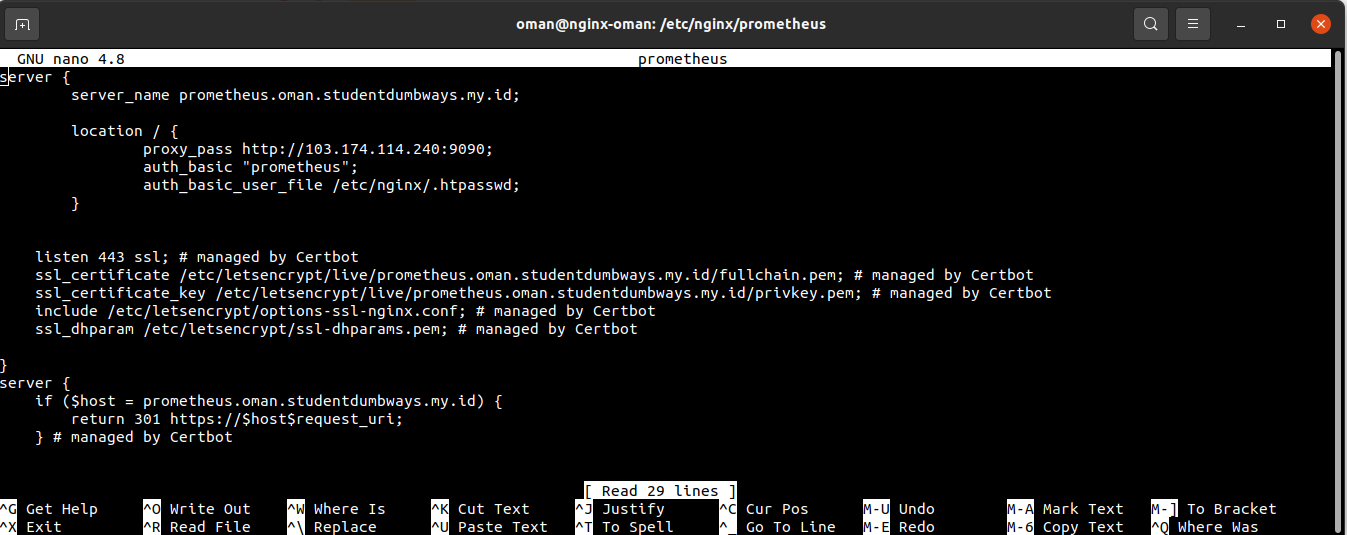 oman@nginx-oman: /etc/nginx/prometheus
GNU nano 4.8 prometheus
server {
server_name prometheus.oman.studentdumbways.my.id;
location / {
proxy_pass http://103.174.114.240:9090;
auth_basic "prometheus";
auth_basic_user_file /etc/nginx/.htpasswd;
}
listen 443 ssl; # managed by Certbot
ssl_certificate /etc/letsencrypt/live/prometheus.oman.studentdumbways.my.id/fullchain.pem; # managed by Certbot
ssl_certificate_key /etc/letsencrypt/live/prometheus.oman.studentdumbways.my.id/privkey.pem; # managed by Certbot
include /etc/letsencrypt/options-ssl-nginx.conf; # managed by Certbot
ssl_dhparam /etc/letsencrypt/ssl-dhparams.pem; # managed by Certbot
}
server {
if ($host = prometheus.oman.studentdumbways.my.id) {
return 301 https://$host$request_uri;
} # managed by Certbot
[ Read 29 lines ]
^G Get Help ^O Write Out ^W Where Is ^K Cut Text ^J Justify ^C Cur Pos M-U Undo M-A Mark Text M-] To Bracket
^X Exit ^R Read File ^\ Replace ^U Paste Text ^T To Spell ^_ Go To Line M-E Redo M-6 Copy Text ^Q Where Was